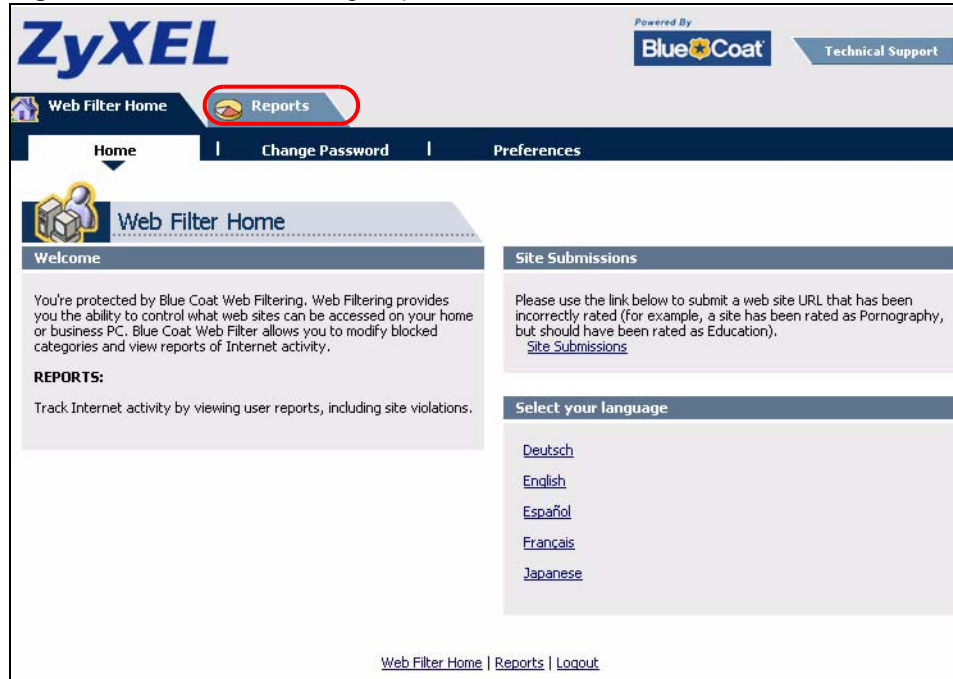 ZyXEL
Powered By
Blue Coat
Technical Support
Web Filter Home
Reports
Home | Change Password | Preferences
Web Filter Home
Welcome
You're protected by Blue Coat Web Filtering. Web Filtering provides
you the ability to control what web sites can be accessed on your home
or business PC. Blue Coat Web Filter allows you to modify blocked
categories and view reports of Internet activity.
REPORTS:
Track Internet activity by viewing user reports, including site violations.
Site Submissions
Please use the link below to submit a web site URL that has been
incorrectly rated (for example, a site has been rated as Pornography,
but should have been rated as Education).
Site Submissions
Select your language
Deutsch
English
Español
Français
Japanese
Web Filter Home | Reports | Logout